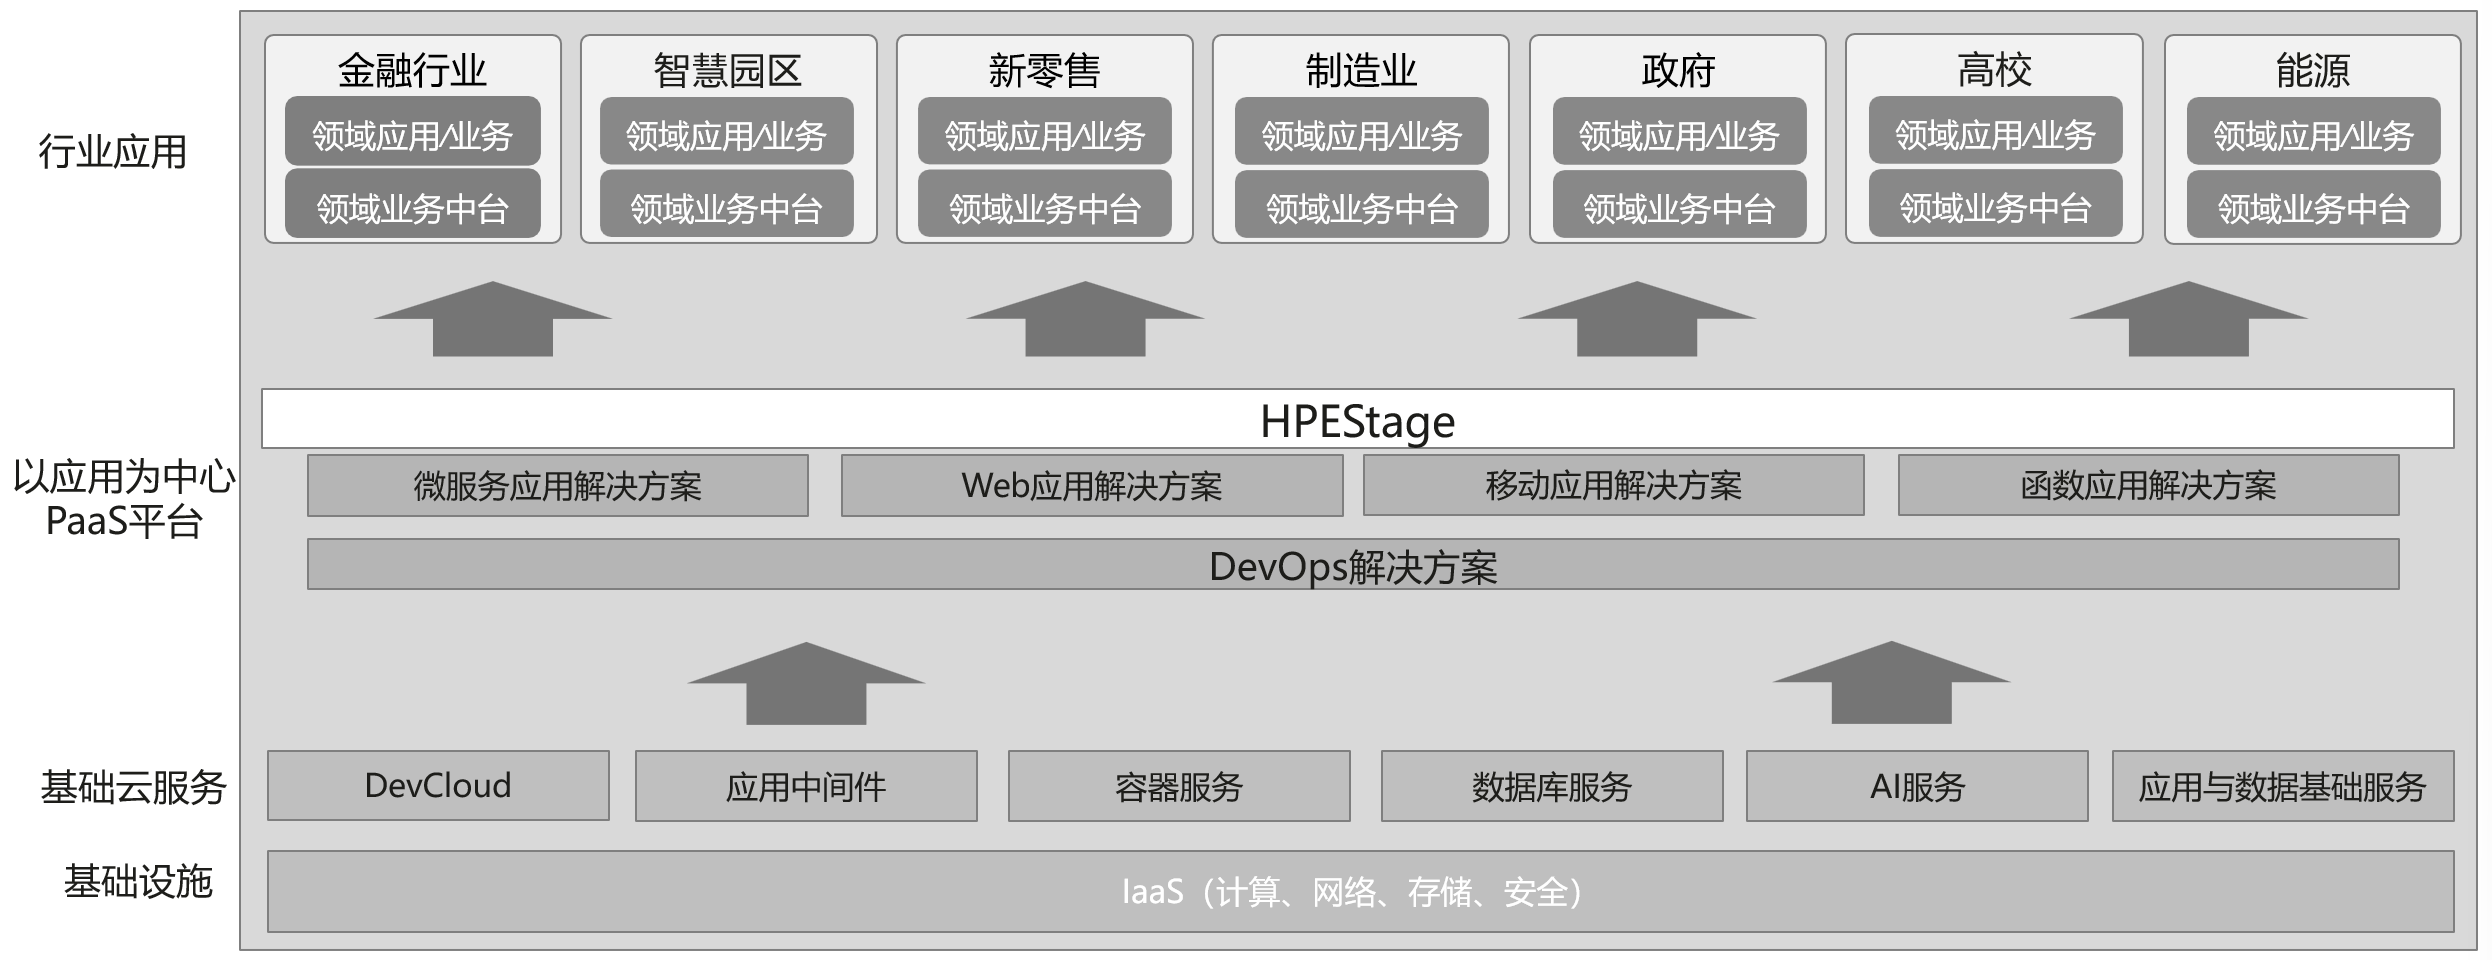 行业应用
金融行业
领域应用/业务
领域业务中台
智慧园区
领域应用/业务
领域业务中台
新零售
领域应用/业务
领域业务中台
制造业
领域应用/业务
领域业务中台
政府
领域应用/业务
领域业务中台
高校
领域应用/业务
领域业务中台
能源
领域应用/业务
领域业务中台
以应用为中心
PaaS平台
HPEStage
微服务应用解决方案
Web应用解决方案
移动应用解决方案
函数应用解决方案
DevOps解决方案
基础云服务
DevCloud
应用中间件
容器服务
数据库服务
AI服务
应用与数据基础服务
基础设施
IaaS（计算、网络、存储、安全）